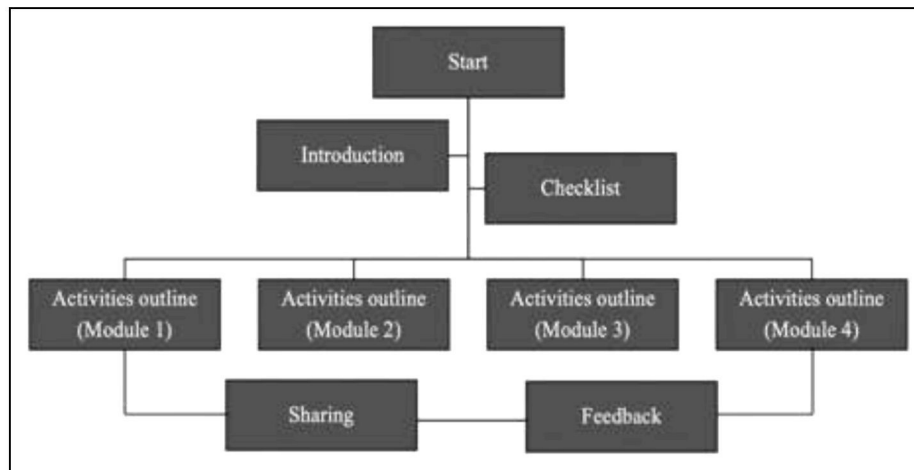 Start
Introduction
Checklist
Activities outline
(Module 1)
Activities outline
(Module 2)
Activities outline
(Module 3)
Activities outline
(Module 4)
Sharing
Feedback